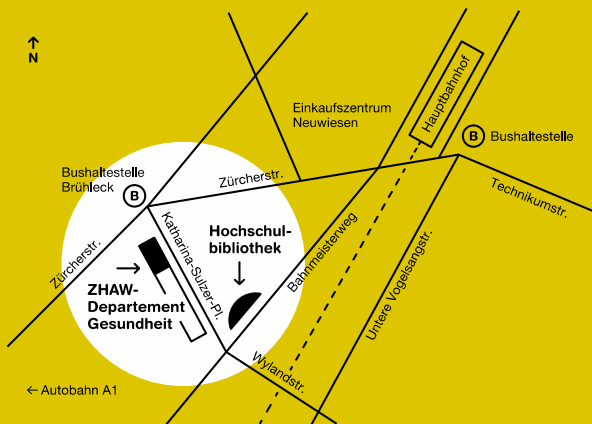 N
Einkaufszentrum
Neuwiesen
Hauptbahnhof
B Bushaltestelle
Bushaltestelle
Brühleck
B
Zürcherstr.
Technikumstr.
Zürcherstr.
Katharina-Sulzer-Pl.
Hochschul-
bibliothek
Bahnmeisterweg
Untere Vogelsangstr.
ZHAW-
Departement
Gesundheit
Wylandstr.
← Autobahn A1